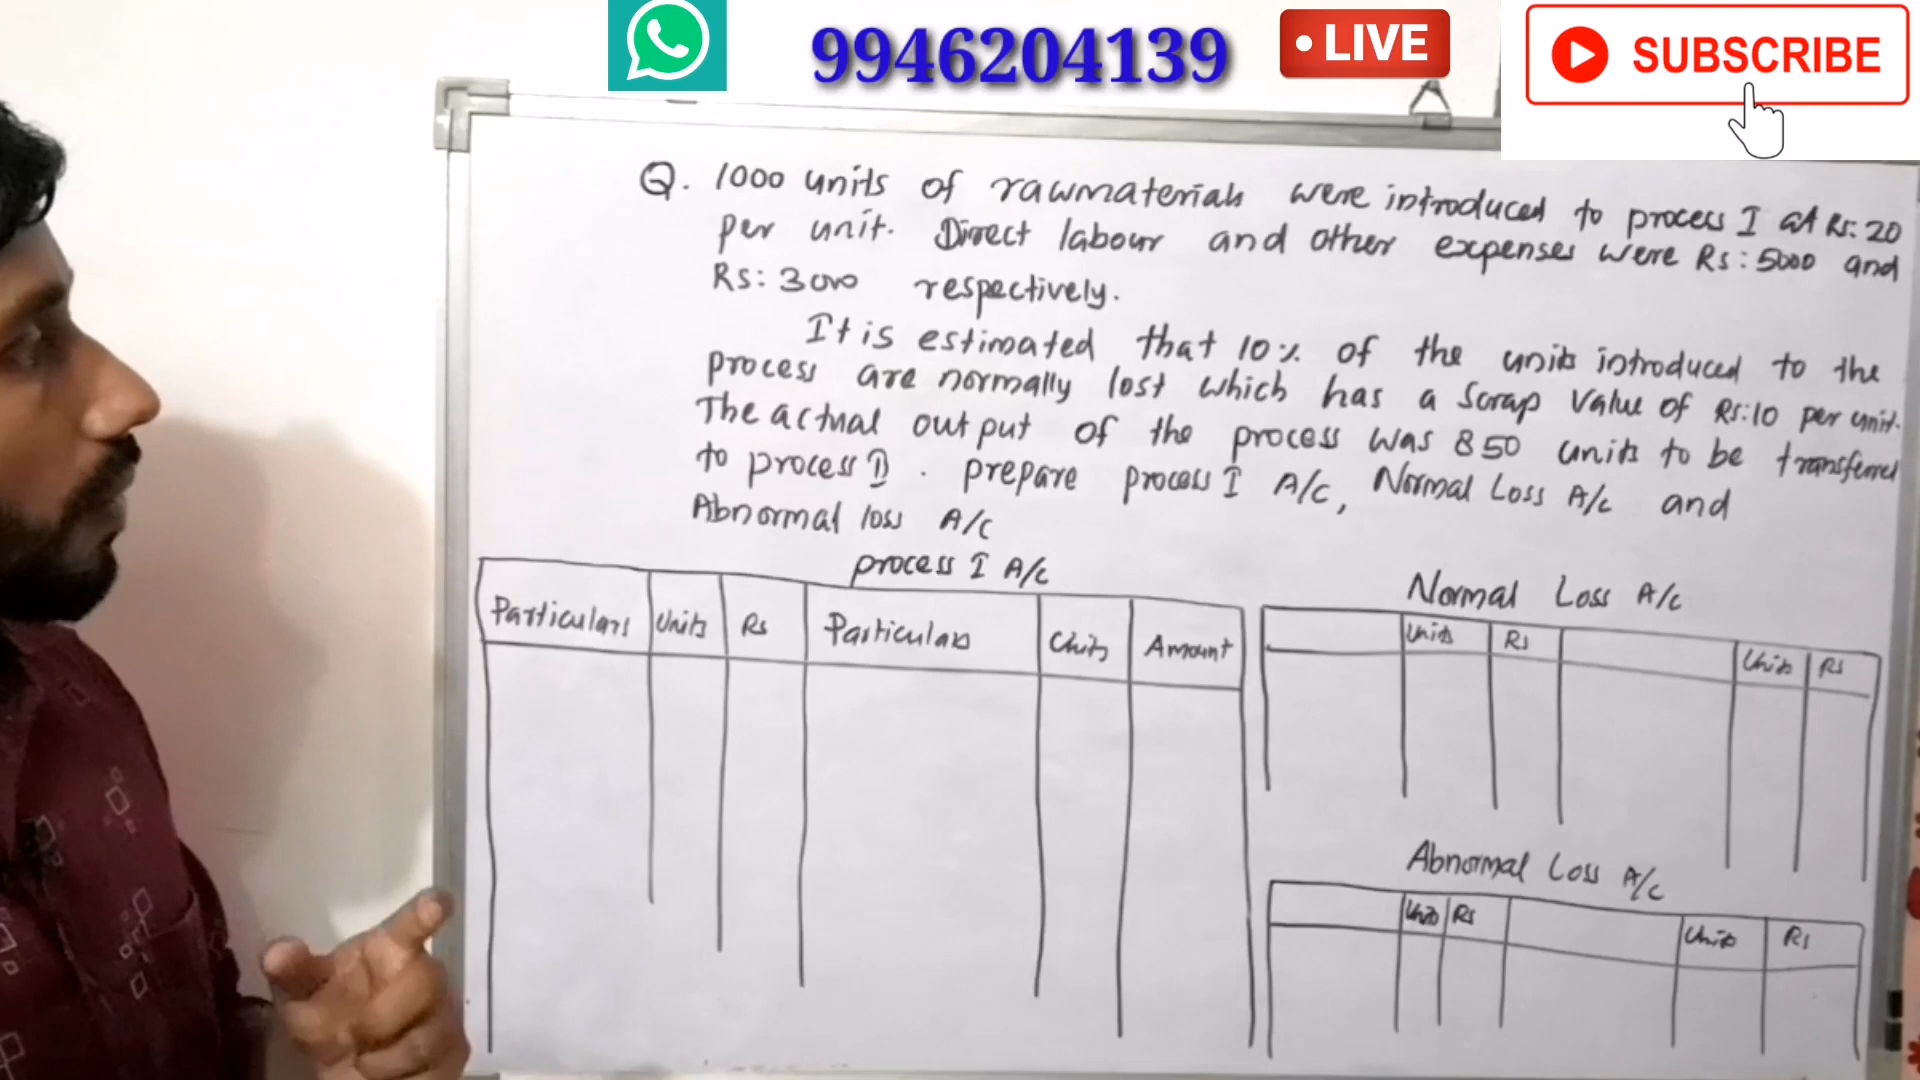 9946204139
• LIVE
SUBSCRIBE
Q. 1000 units of rawmaterials were introduced to process I at Rs: 20
per unit. Direct labour and other expenses were Rs: 5000 and
Rs: 3000 respectively.
It is estimated that 10% of the units introduced to the
process are normally lost which has a scrap value of Rs:10 per unit.
The actual output of the process was 850 units to be transferred
to process II. prepare process I A/c, Normal Loss A/c and
Abnormal loss A/c
process I A/c
Particulars Units Rs Particulars Units Amount
Normal Loss A/c
Units Rs Units Rs
Abnormal Loss A/c
Units Rs Units Rs